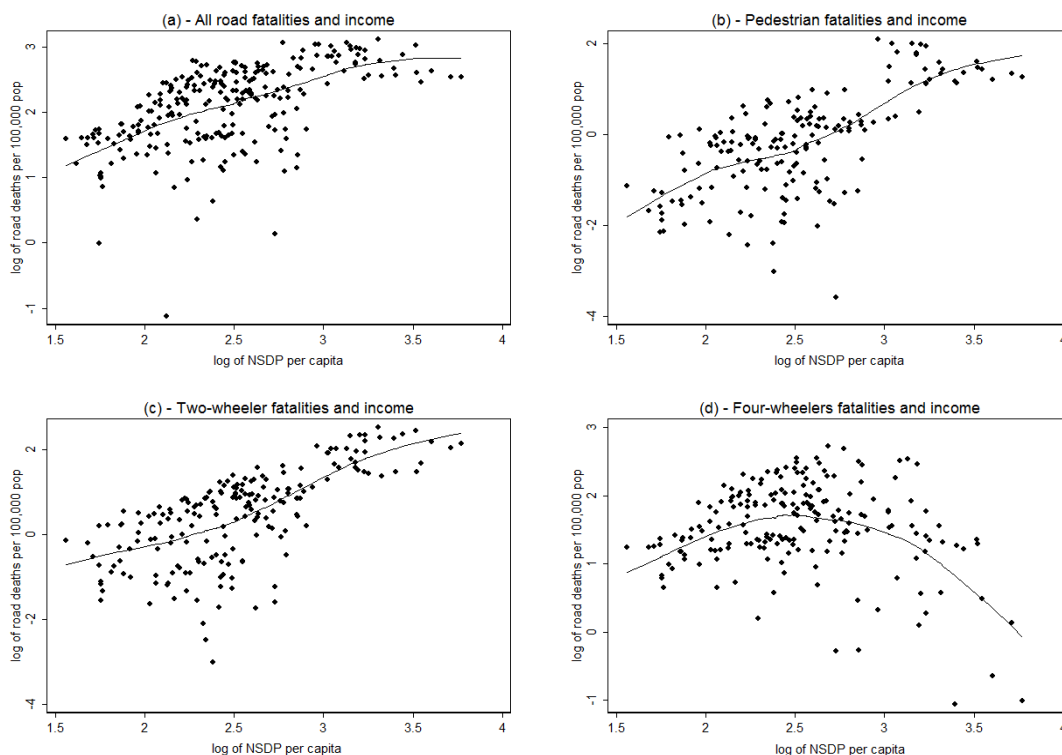 (a) - All road fatalities and income
log of road deaths per 100,000 pop
3
2
1
0
-1
1.5 2 2.5 3 3.5 4
log of NSDP per capita
(b) - Pedestrian fatalities and income
log of road deaths per 100,000 pop
2
0
-2
-4
1.5 2 2.5 3 3.5 4
log of NSDP per capita
(c) - Two-wheeler fatalities and income
log of road deaths per 100,000 pop
2
0
-2
-4
1.5 2 2.5 3 3.5 4
log of NSDP per capita
(d) - Four-wheelers fatalities and income
log of road deaths per 100,000 pop
3
2
1
0
-1
1.5 2 2.5 3 3.5 4
log of NSDP per capita